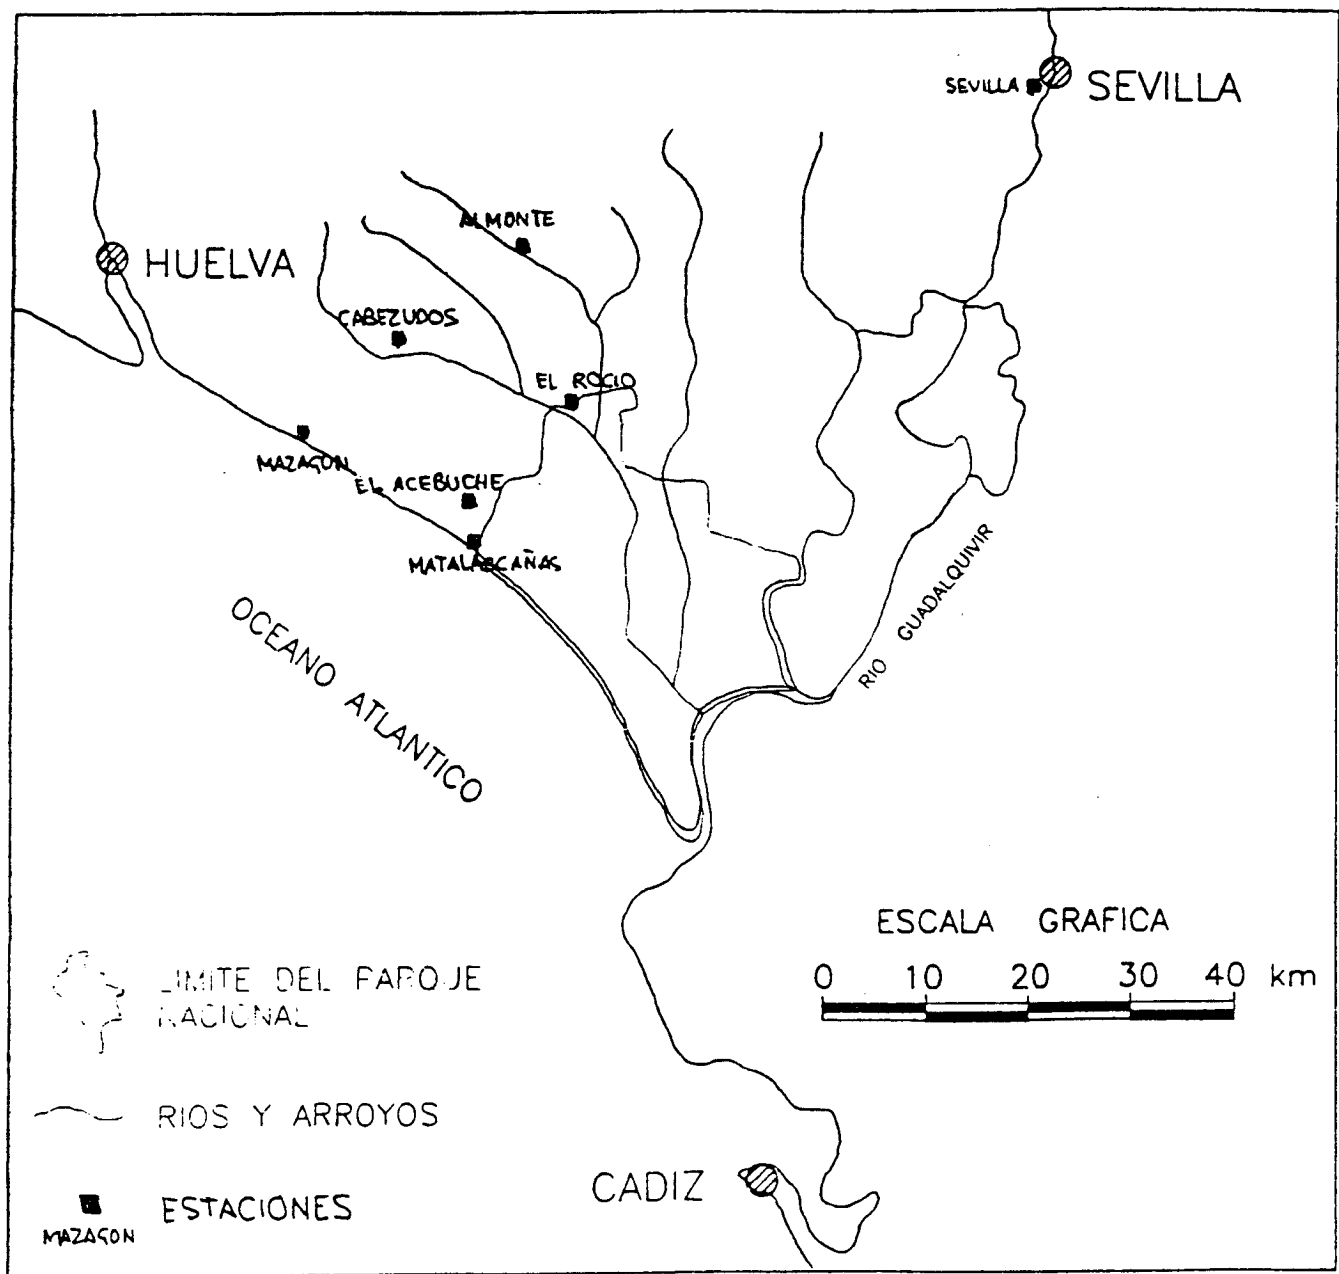 SEVILLA
SEVILLA
ALMONTE
HUELVA
CABEZUDOS
EL ROCIO
MAZAGON
EL ACEBUCHE
MATALASCAÑAS
OCEANO ATLANTICO
RIO GUADALQUIVIR
ESCALA GRAFICA
0 10 20 30 40 km
LIMITE DEL PAROJE
NACIONAL
RIOS Y ARROYOS
CADIZ
ESTACIONES
MAZAGON